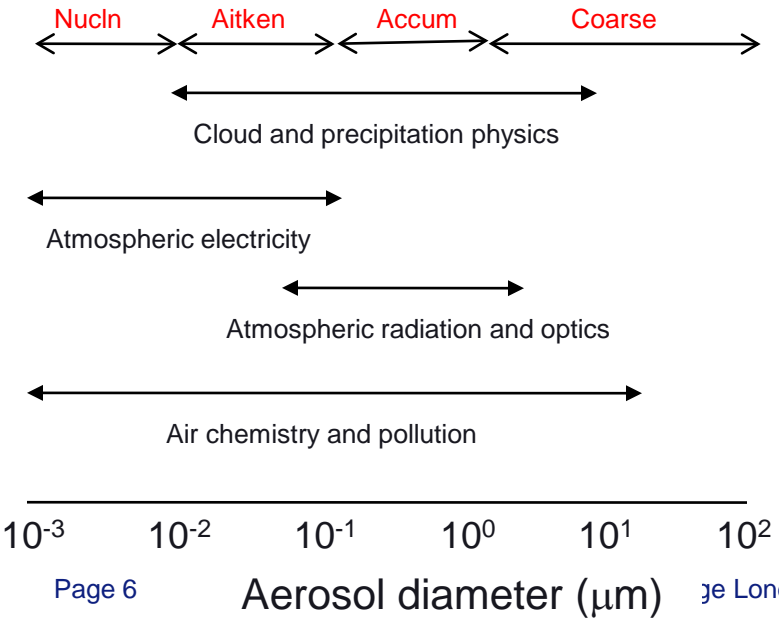 Nucln Aitken Accum Coarse
Cloud and precipitation physics
Atmospheric electricity
Atmospheric radiation and optics
Air chemistry and pollution
10⁻³ 10⁻² 10⁻¹ 10⁰ 10¹ 10²
Page 6 Aerosol diameter (μm)